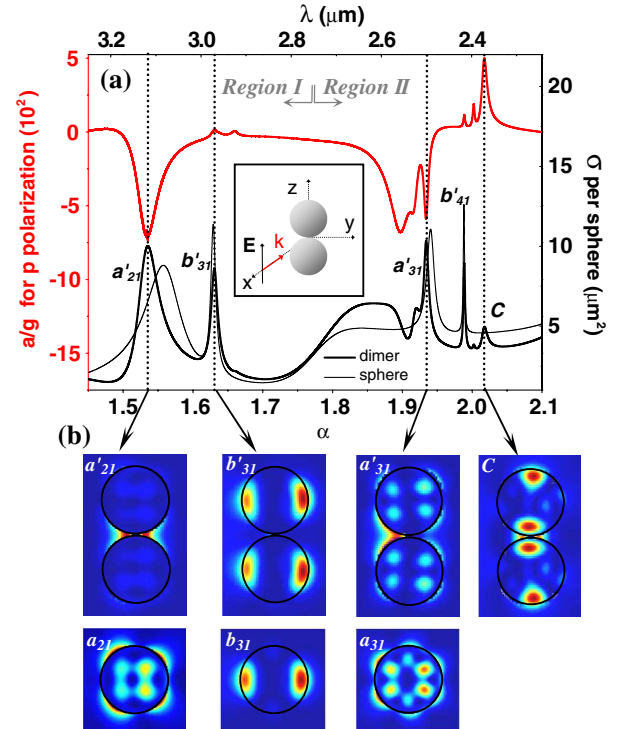 λ (μm)
3.2 3.0 2.8 2.6 2.4
(a)
Region I Region II
5
0
-5
-10
-15
a/g for p polarization (10²)
20
15
10
5
0
σ per sphere (μm²)
z
y
E
k
x
a'₂₁
b'₃₁
a'₃₁
b'₄₁
C
dimer
sphere
1.5 1.6 1.7 1.8 1.9 2.0 2.1
α
(b)
a'₂₁ b'₃₁ a'₃₁ C
a₂₁ b₃₁ a₃₁